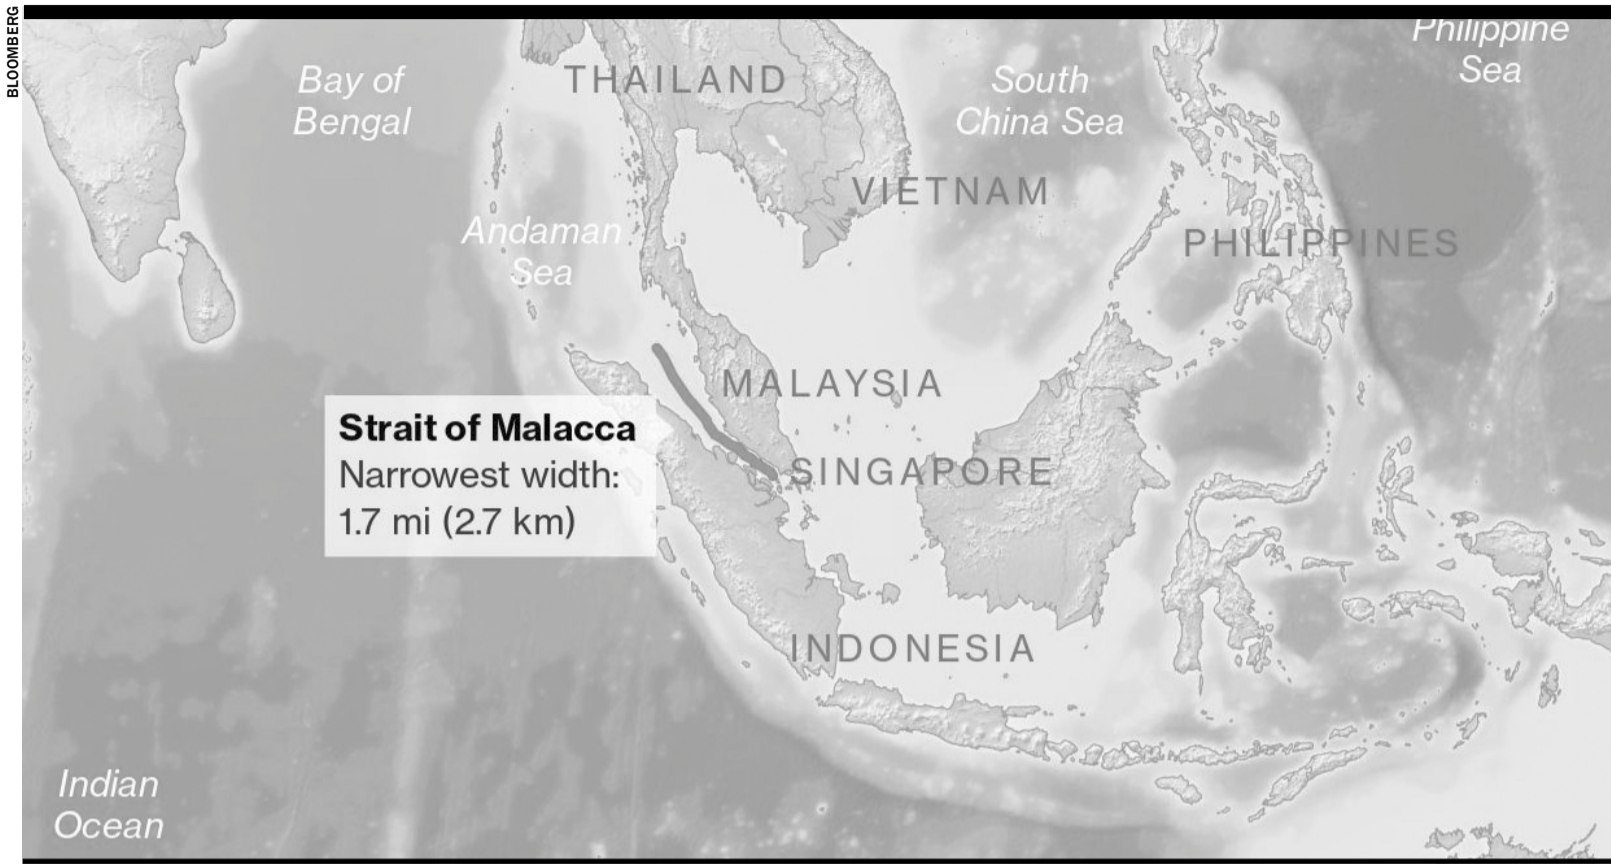 BLOOMBERG
Bay of
Bengal
THAILAND
South
China Sea
Philippine
Sea
VIETNAM
Andaman
Sea
PHILIPPINES
MALAYSIA
Strait of Malacca
Narrowest width:
1.7 mi (2.7 km)
SINGAPORE
INDONESIA
Indian
Ocean